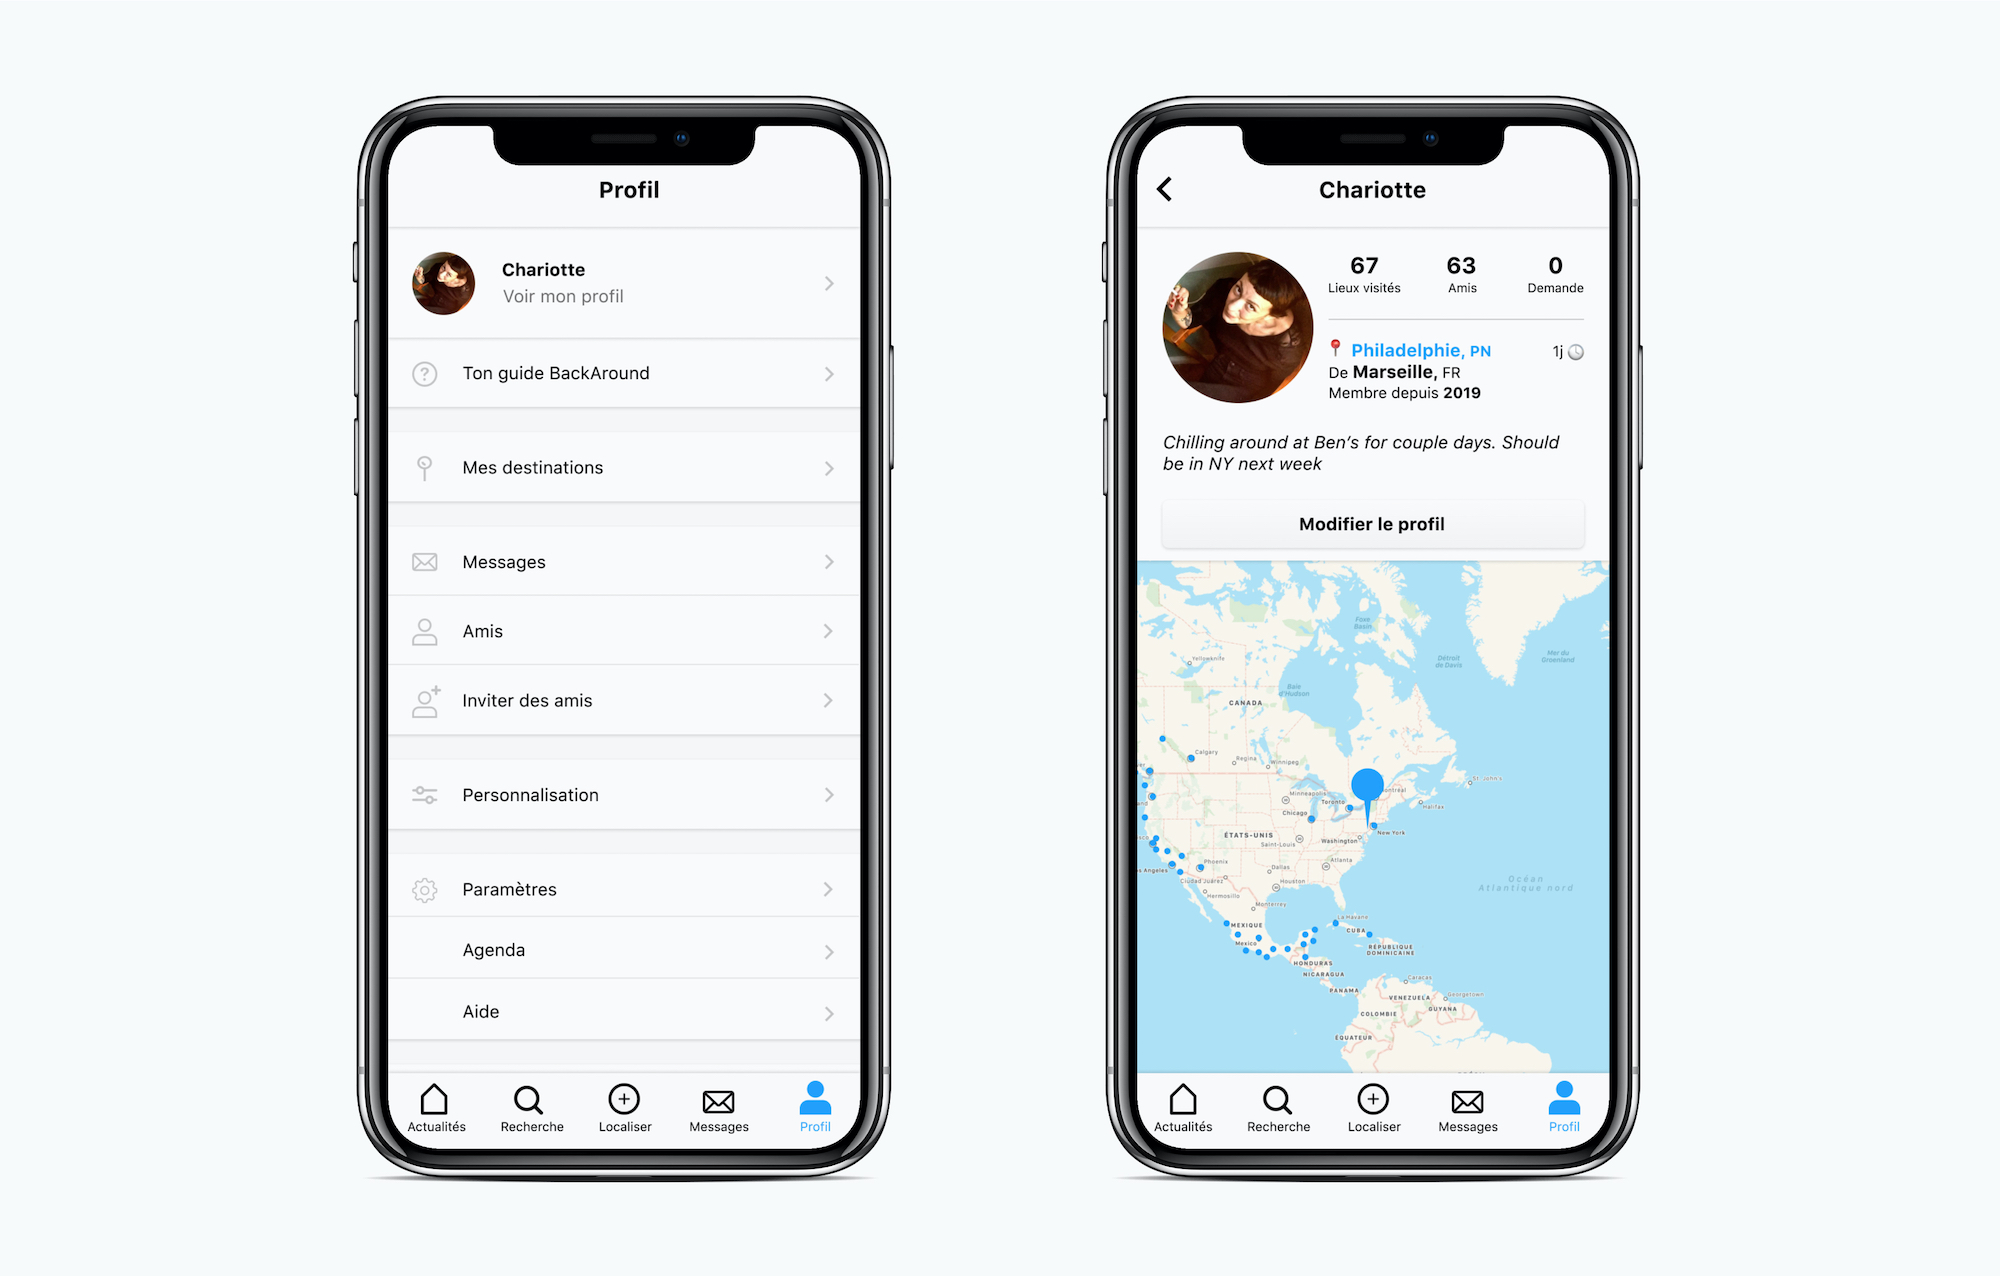 Profil
Chariotte
Voir mon profil
Ton guide BackAround
Mes destinations
Messages
Amis
Inviter des amis
Personnalisation
Paramètres
Agenda
Aide
Actualités
Recherche
Localiser
Messages
Profil
Chariotte
67
63
0
Lieux visités
Amis
Demande
Philadelphie, PN
1j
De Marseille, FR
Membre depuis 2019
Chilling around at Ben’s for couple days. Should
be in NY next week
Modifier le profil
Foxe
Basin
Détroit
de Davis
Mer du
Groenland
Yellowknife
Baie
d'Hudson
CANADA
Calgary
Regina
Winnipeg
St. John's
Minneapolis
ontréal
Toronto
Halifax
Chicago
New York
ÉTATS-UNIS
Washington
Saint-Louis
Atlanta
Phoenix
Dallas
os Angeles
Ciudad Juárez
Houston
Océan
Atlantique nord
Hermosillo
Monterrey
La Havane
MEXIQUE
CUBA
Mexico
RÉPUBLIQUE
DOMINICAINE
HONDURAS
NICARAGUA
Caracas
PANAMA
VENEZUELA
Georgetown
GUYANA
COLOMBIE
ÉQUATEUR
Actualités
Recherche
Localiser
Messages
Profil